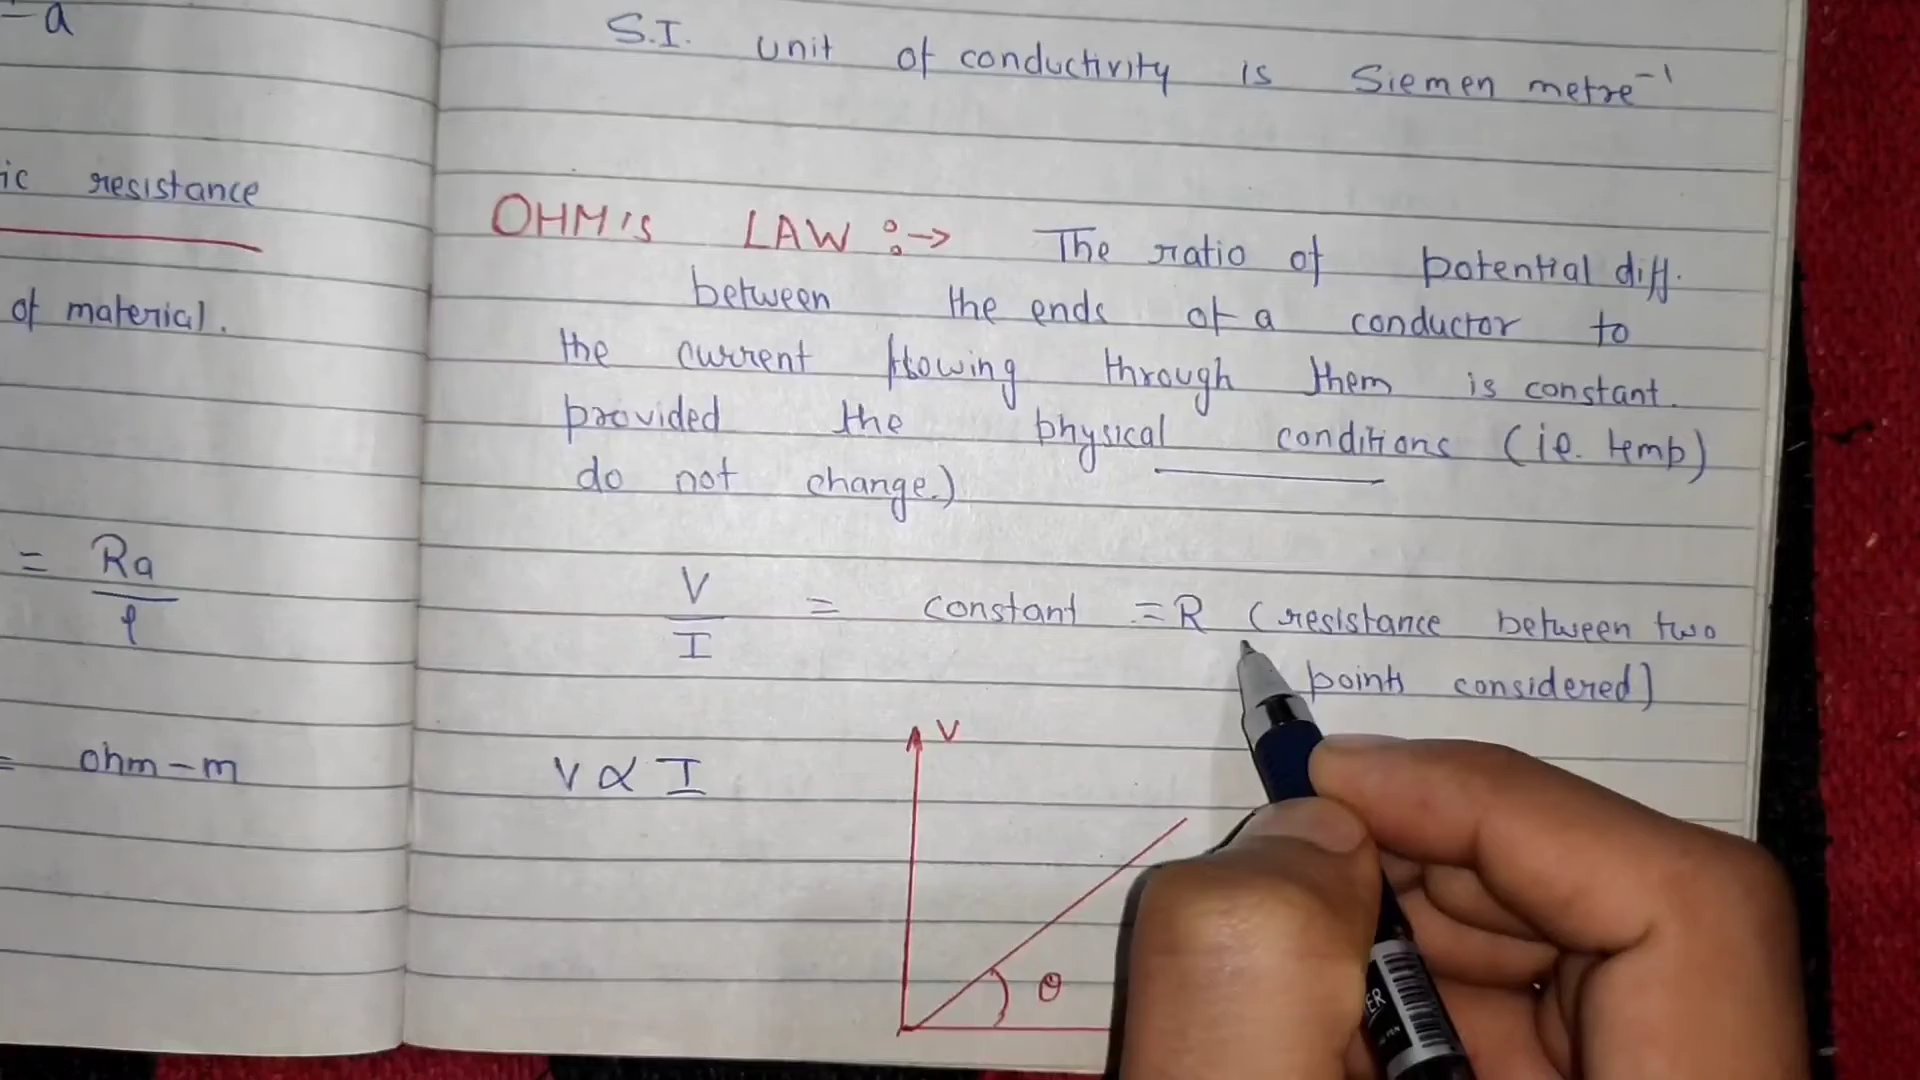 -a
ic resistance
of material.
= Ra
l
= ohm-m
S.I. unit of conductivity is Siemen metre⁻¹
OHM's LAW :-> The ratio of potential diff.
between the ends of a conductor to
the current flowing through them is constant.
provided the physical conditions (ie. temp)
do not change.)
V
I
= constant = R (resistance between two
points considered)
V ∝ I
V
θ